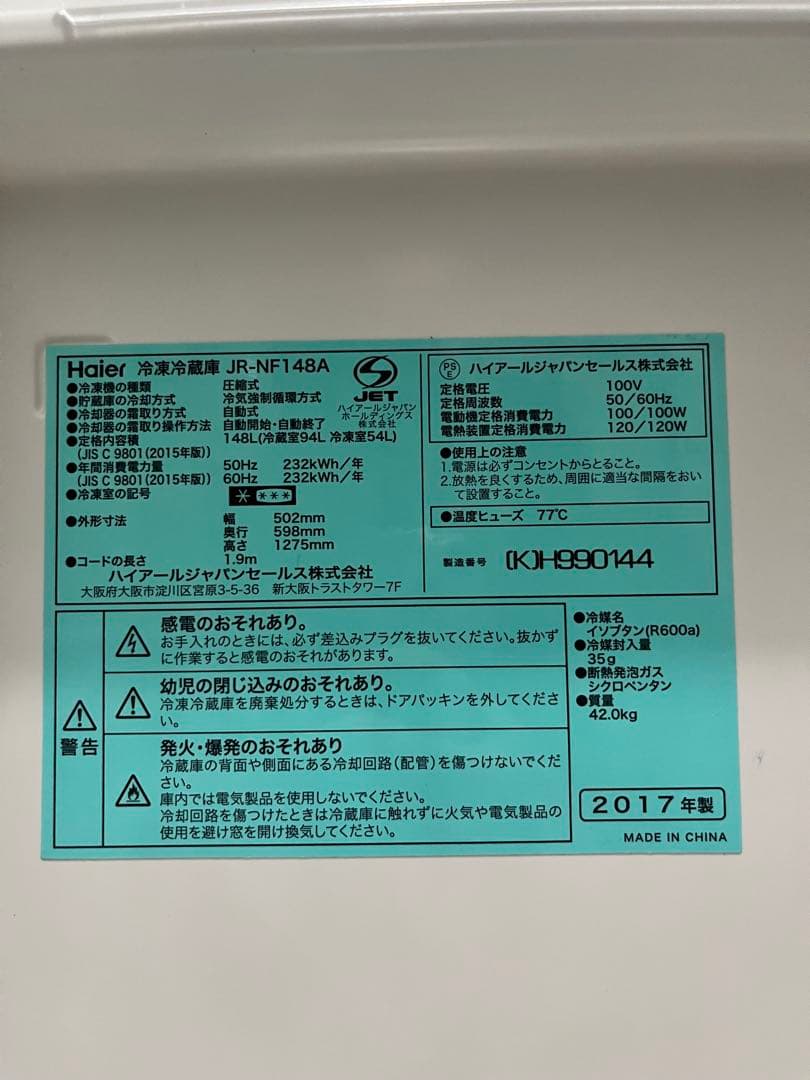 Haier 冷凍冷蔵庫 JR-NF148A
●冷凍機の種類 圧縮式
●貯蔵庫の冷却方式 冷気強制循環方式
●冷却器の霜取り方式 自動式
●冷却器の霜取り操作方法 自動開始・自動終了
●定格内容積 148L(冷蔵室94L 冷凍室54L)
(JIS C 9801(2015年版))
●年間消費電力量 50Hz 232kWh/年
(JIS C 9801(2015年版)) 60Hz 232kWh/年
●冷凍室の記号
●外形寸法 幅 502mm
奥行 598mm
高さ 1275mm
●コードの長さ 1.9m
ハイアールジャパンセールス株式会社
大阪府大阪市淀川区宮原3-5-36 新大阪トラストタワー7F
S
JET
ハイアールジャパン
ホールディングス
株式会社
PS
E
ハイアールジャパンセールス株式会社
定格電圧 100V
定格周波数 50/60Hz
電動機定格消費電力 100/100W
電熱装置定格消費電力 120/120W
●使用上の注意
1.電源は必ずコンセントからとること。
2.放熱を良くするため、周囲に適当な間隔をおい
て設置すること。
●温度ヒューズ 77℃
製造番号 (K)H990144
警告
感電のおそれあり。
お手入れのときには、必ず差込みプラグを抜いてください。抜かず
に作業すると感電のおそれがあります。
幼児の閉じ込みのおそれあり。
冷凍冷蔵庫を廃棄処分するときは、ドアパッキンを外してくださ
い。
発火・爆発のおそれあり
冷蔵庫の背面や側面にある冷却回路(配管)を傷つけないでくだ
さい。
庫内では電気製品を使用しないでください。
冷却回路を傷つけたときは冷蔵庫に触れずに火気や電気製品の
使用を避け窓を開け換気してください。
●冷媒名
イソブタン(R600a)
●冷媒封入量
35g
●断熱発泡ガス
シクロペンタン
●質量
42.0kg
2017年製
MADE IN CHINA